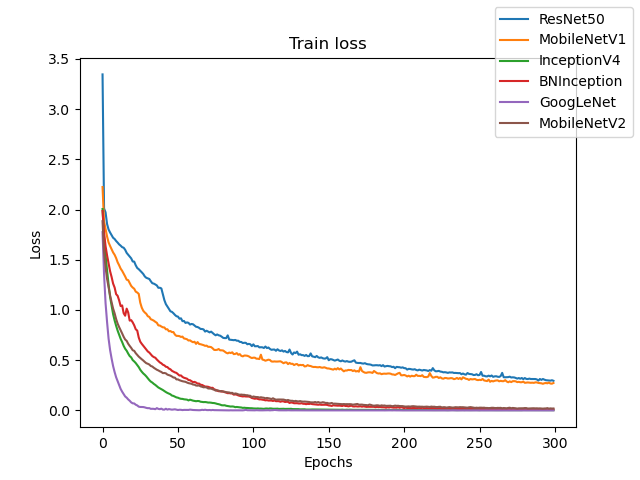 Train loss
ResNet50
MobileNetV1
InceptionV4
BNInception
GoogLeNet
MobileNetV2
Loss
3.5
3.0
2.5
2.0
1.5
1.0
0.5
0.0
0 50 100 150 200 250 300
Epochs